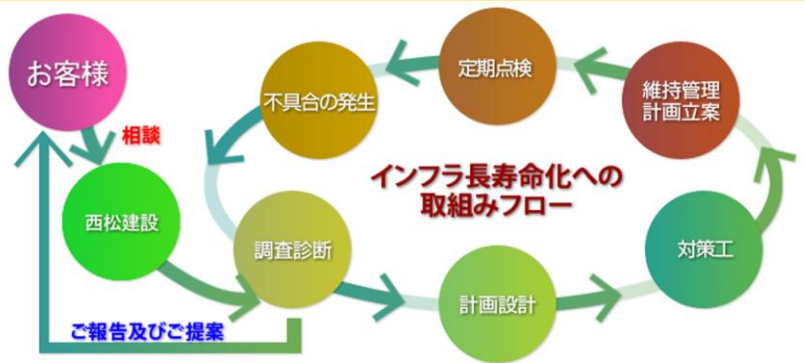 お客様
相談
西松建設
ご報告及びご提案
調査診断
計画設計
対策工
維持管理
計画立案
定期点検
不具合の発生
インフラ長寿命化への
取組みフロー